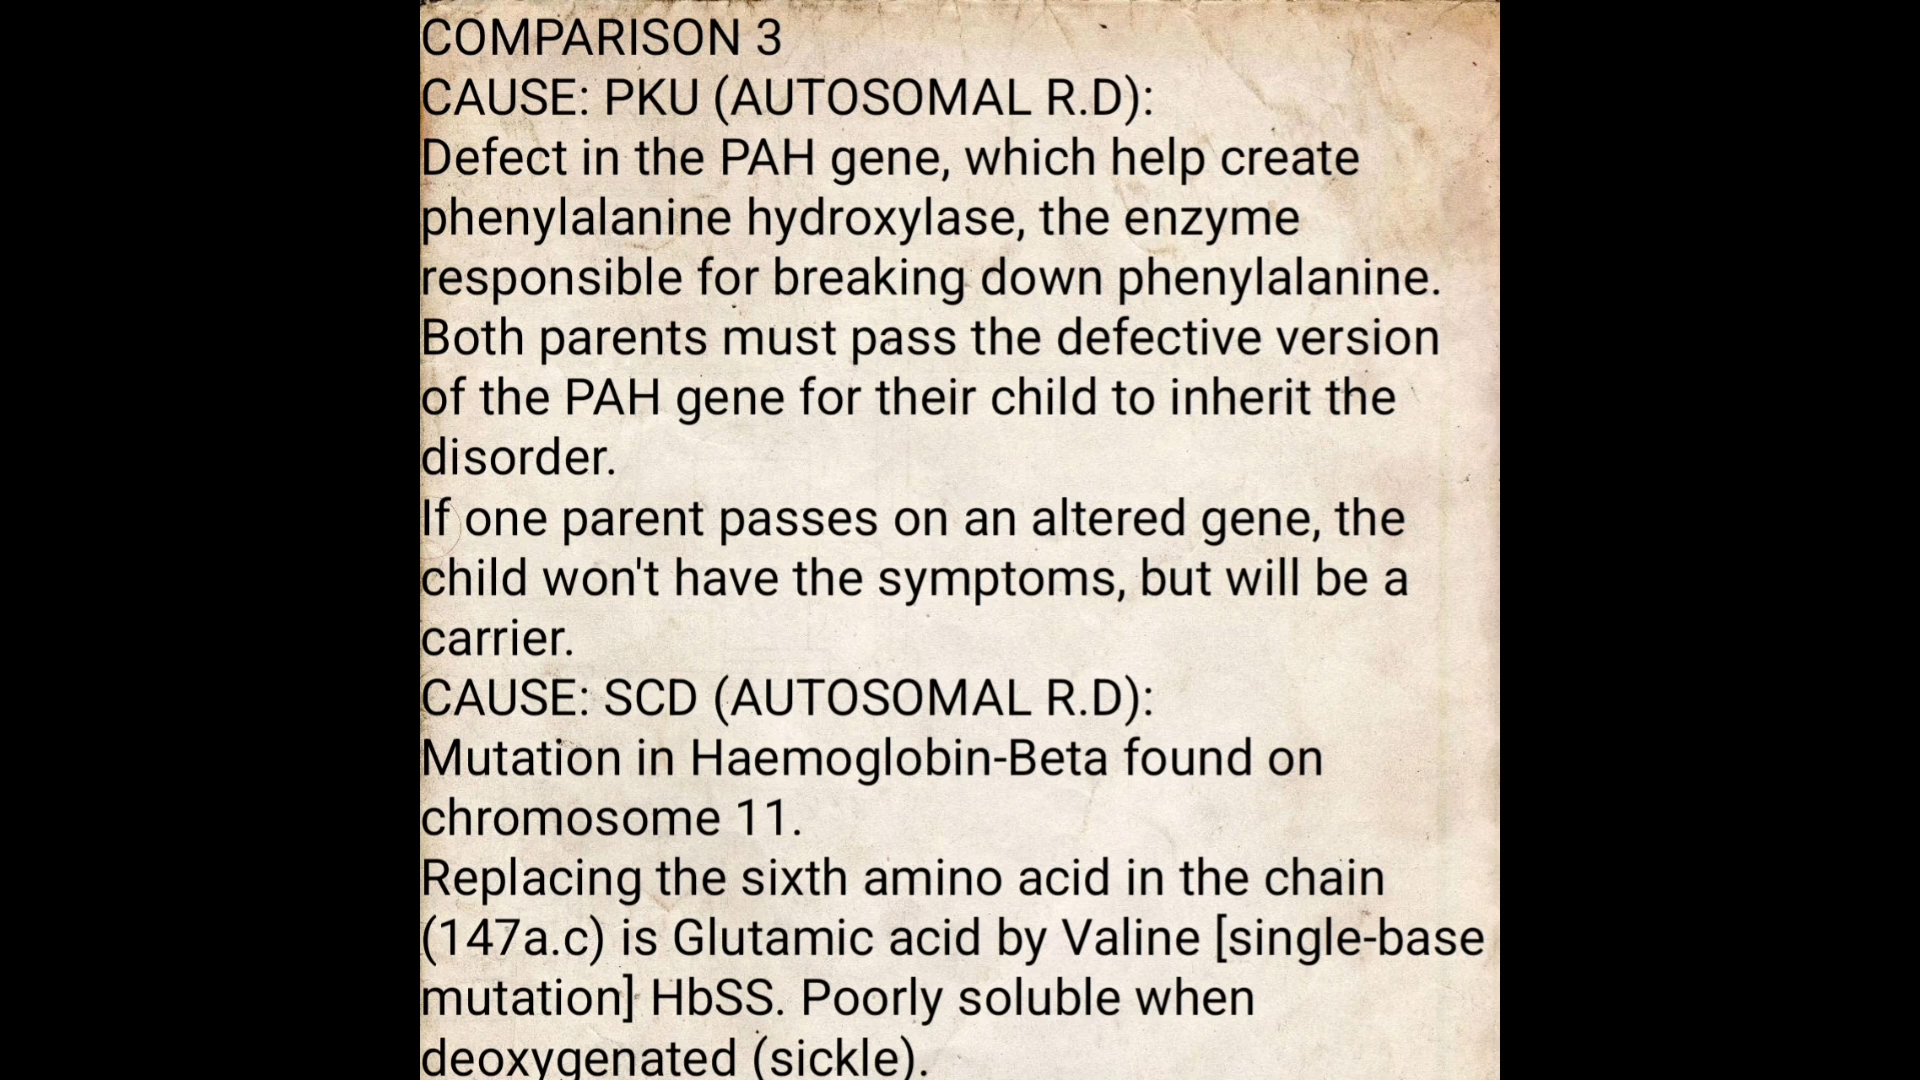 COMPARISON 3
CAUSE: PKU (AUTOSOMAL R.D):
Defect in the PAH gene, which help create
phenylalanine hydroxylase, the enzyme
responsible for breaking down phenylalanine.
Both parents must pass the defective version
of the PAH gene for their child to inherit the
disorder.
If one parent passes on an altered gene, the
child won't have the symptoms, but will be a
carrier.
CAUSE: SCD (AUTOSOMAL R.D):
Mutation in Haemoglobin-Beta found on
chromosome 11.
Replacing the sixth amino acid in the chain
(147a.c) is Glutamic acid by Valine [single-base
mutation] HbSS. Poorly soluble when
deoxygenated (sickle).